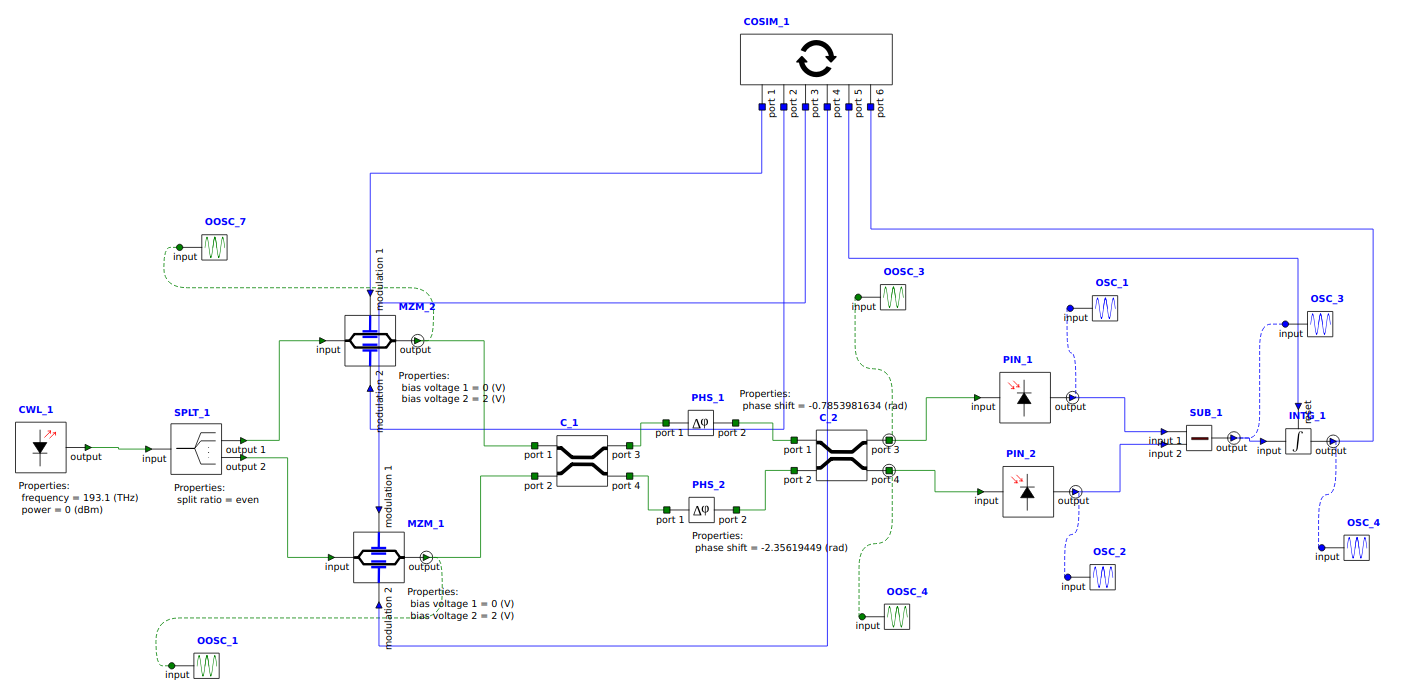 COSIM_1
port 1
port 2
port 3
port 4
port 5
port 6
OOSC_7
input
modulation 1
MZM_2
input
output
modulation 2
Properties:
bias voltage 1 = 0 (V)
bias voltage 2 = 2 (V)
CWL_1
output
Properties:
frequency = 193.1 (THz)
power = 0 (dBm)
SPLT_1
input
output 1
output 2
Properties:
split ratio = even
modulation 1
MZM_1
input
output
modulation 2
Properties:
bias voltage 1 = 0 (V)
bias voltage 2 = 2 (V)
OOSC_1
input
C_1
port 1
port 3
port 2
port 4
PHS_1
port 1
port 2
Properties:
phase shift = -0.7853981634 (rad)
PHS_2
port 1
port 2
Properties:
phase shift = -2.35619449 (rad)
C_2
port 1
port 3
port 2
port 4
OOSC_3
input
OOSC_4
input
PIN_1
input
output
OSC_1
input
PIN_2
input
output
OSC_2
input
SUB_1
input 1
input 2
output
OSC_3
input
INTG_1
reset
input
output
OSC_4
input